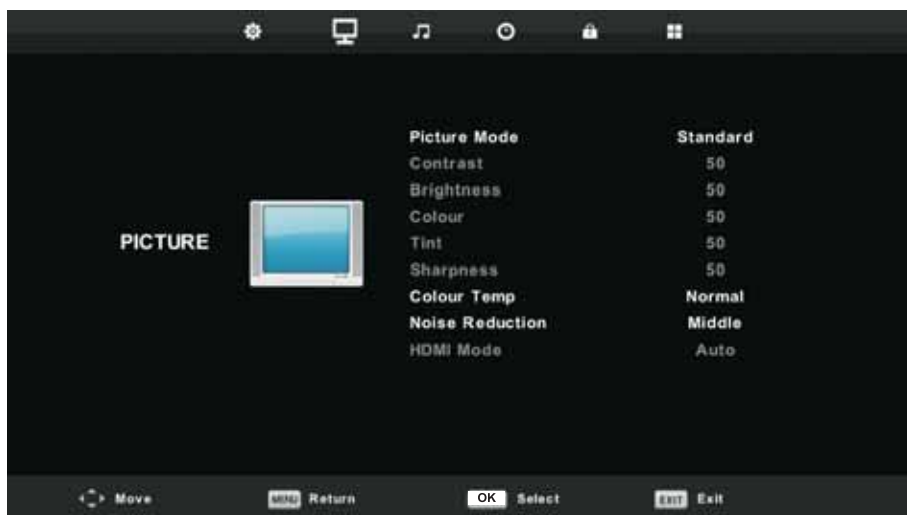 Picture Mode Standard
Contrast 50
Brightness 50
Colour 50
PICTURE
Tint 50
Sharpness 50
Colour Temp Normal
Noise Reduction Middle
HDMI Mode Auto
Move MENU Return OK Select EXIT Exit